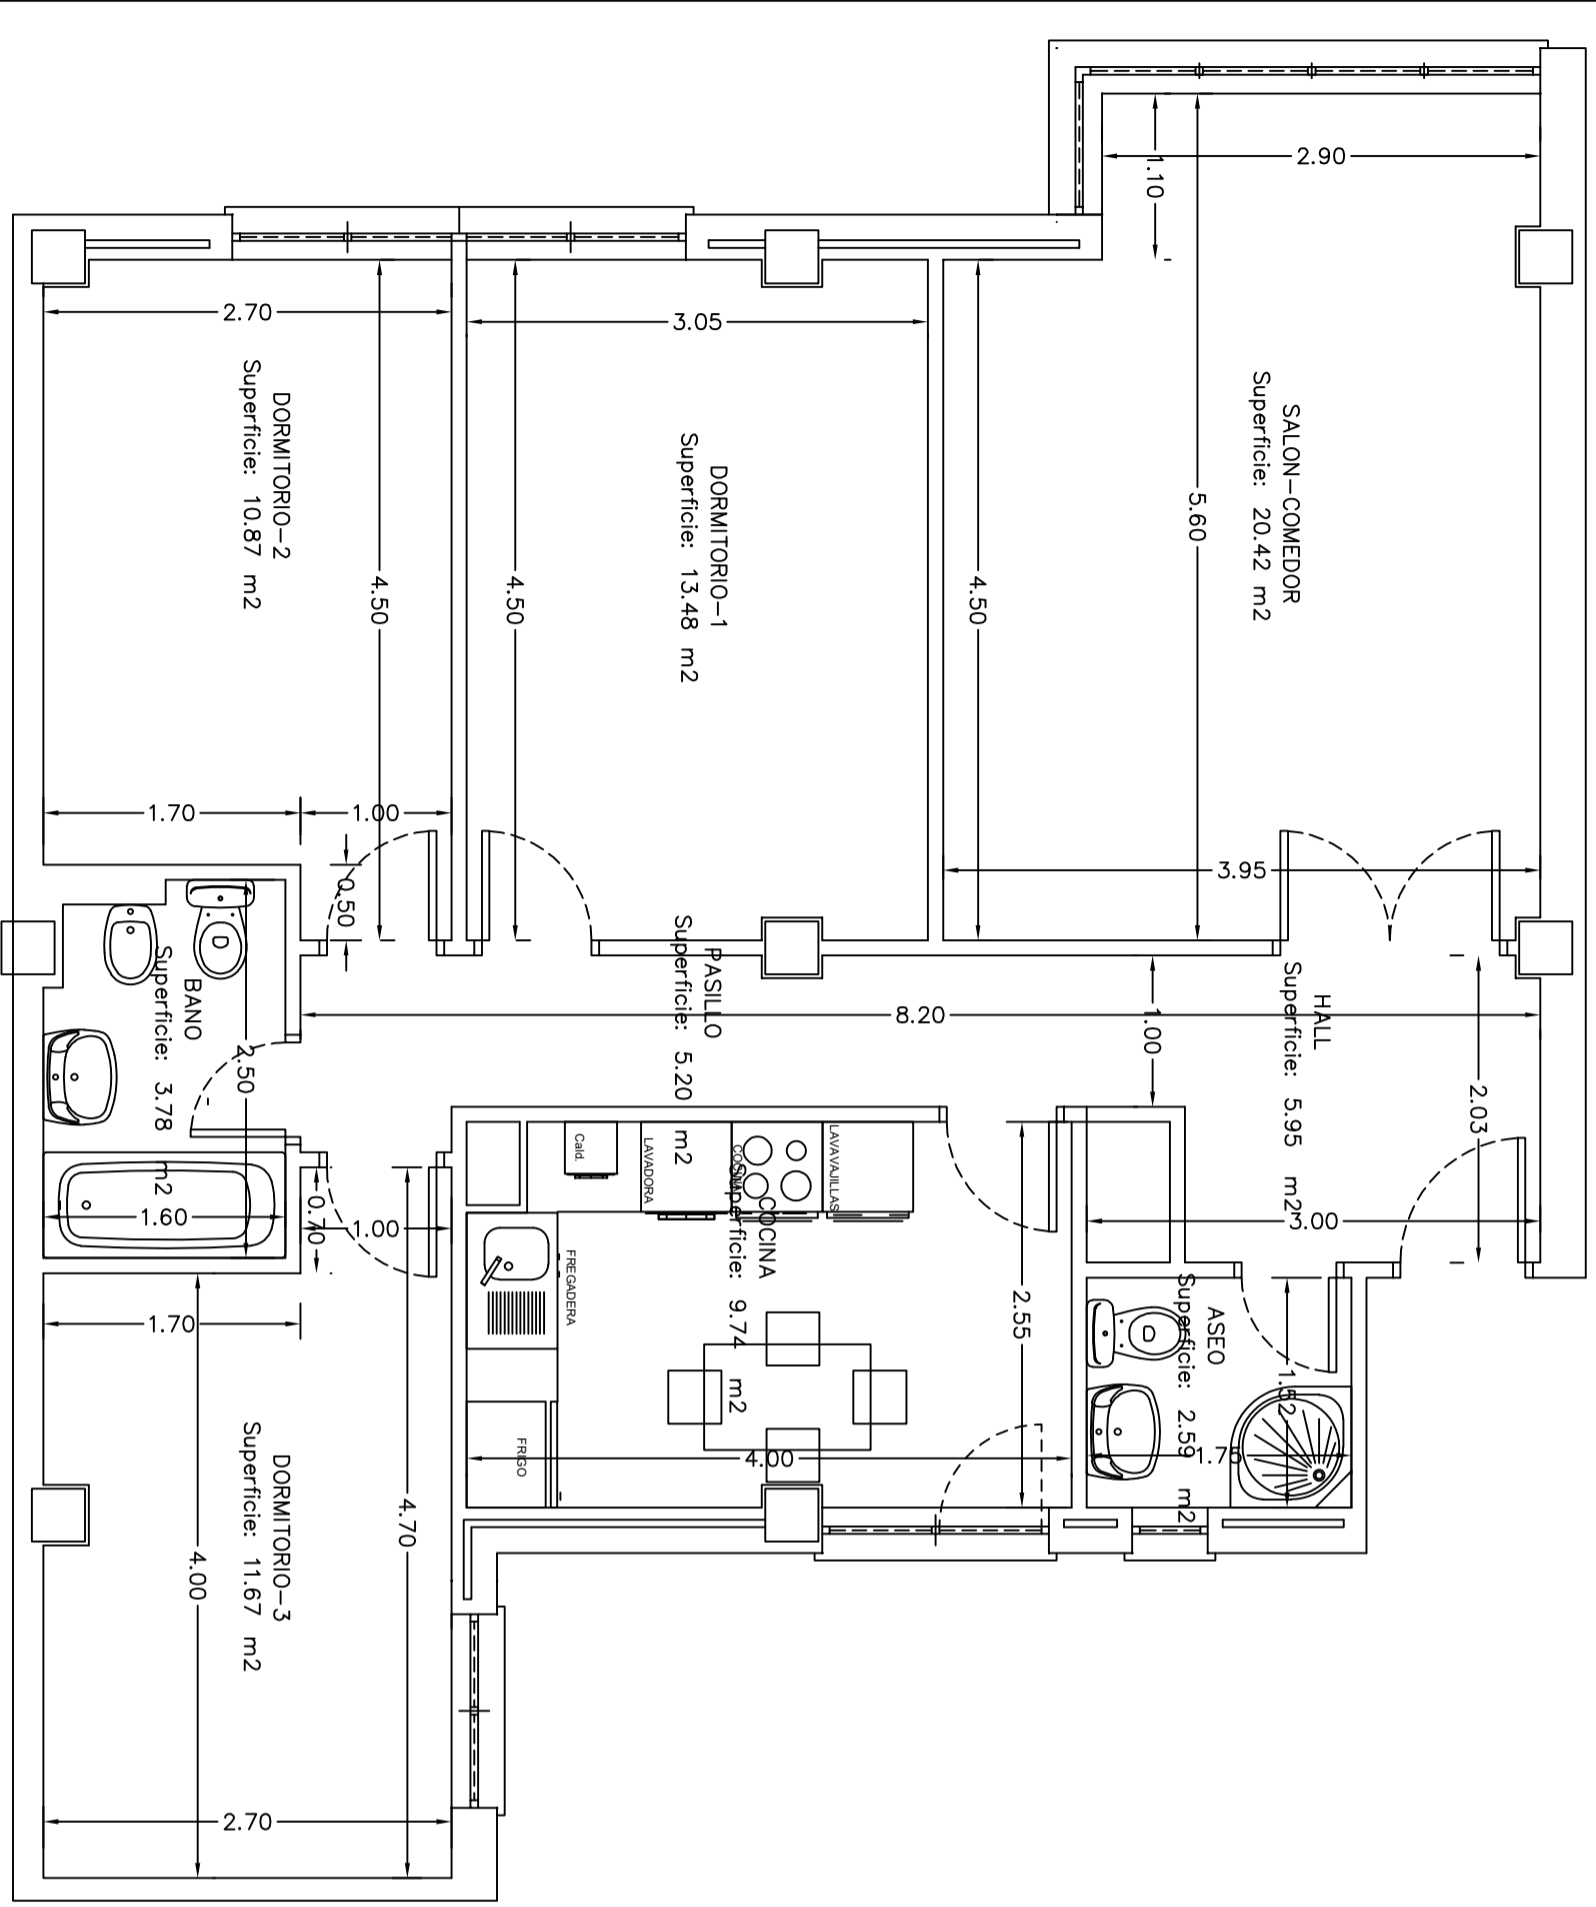 2.90
1.10
5.60
SALON-COMEDOR
Superficie: 20.42 m2
4.50
3.95
2.70
DORMITORIO-2
Superficie: 10.87 m2
4.50
1.70
1.00
0.50
3.05
DORMITORIO-1
Superficie: 13.48 m2
4.50
PASILLO
Superficie: 5.20 m2
8.20
1.00
HALL
Superficie: 5.95 m2
2.03
3.00
BANO
Superficie: 3.78 m2
2.50
1.60
0.70
1.00
Cald.
LAVADORA
COCINA
LAVAVAJILLAS
COCINA
Superficie: 9.74 m2
FREGADERA
FRIGO
2.55
4.00
ASEO
Superficie: 2.59 m2
1.52
1.75
1.70
DORMITORIO-3
Superficie: 11.67 m2
4.00
4.70
2.70